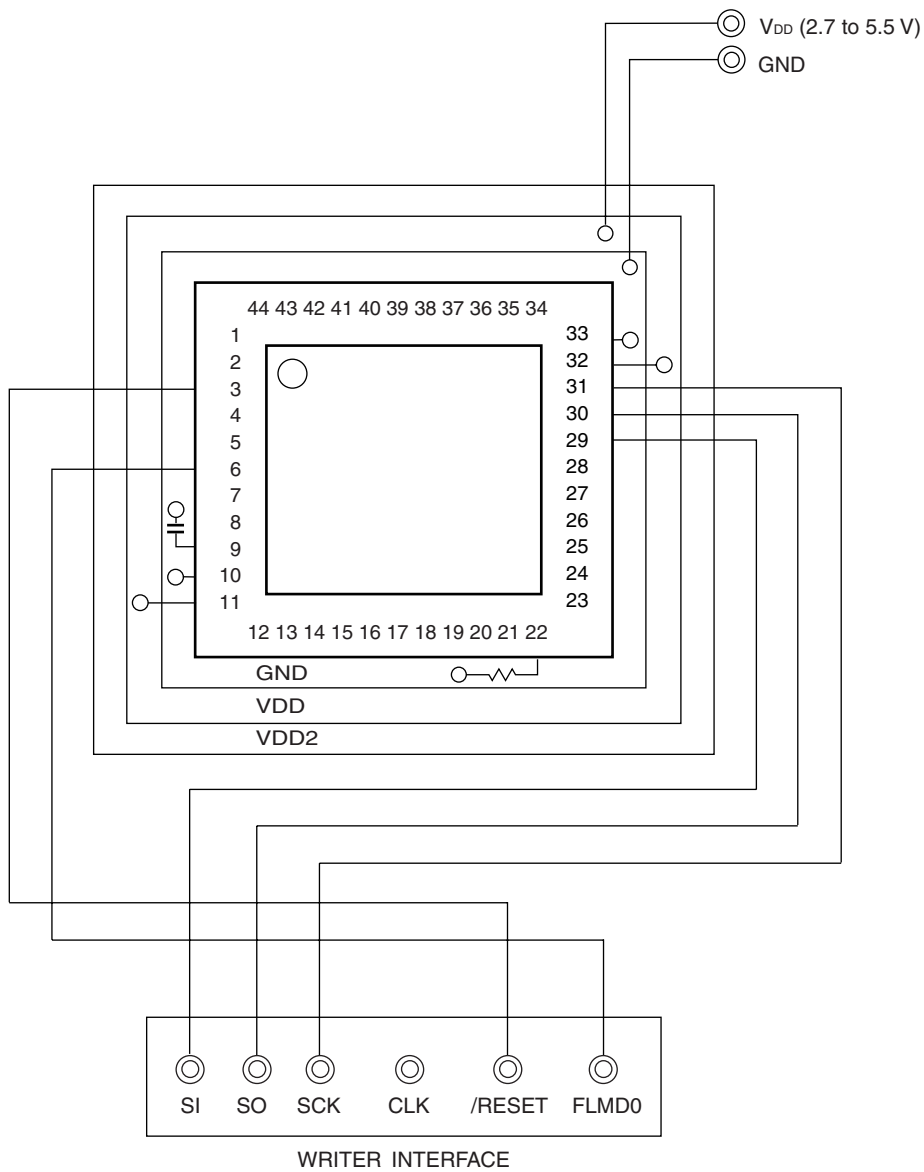 VDD (2.7 to 5.5 V)
GND
44 43 42 41 40 39 38 37 36 35 34
1
2
3
4
5
6
7
8
9
10
11
33
32
31
30
29
28
27
26
25
24
23
12 13 14 15 16 17 18 19 20 21 22
GND
VDD
VDD2
SI SO SCK CLK /RESET FLMD0
WRITER INTERFACE